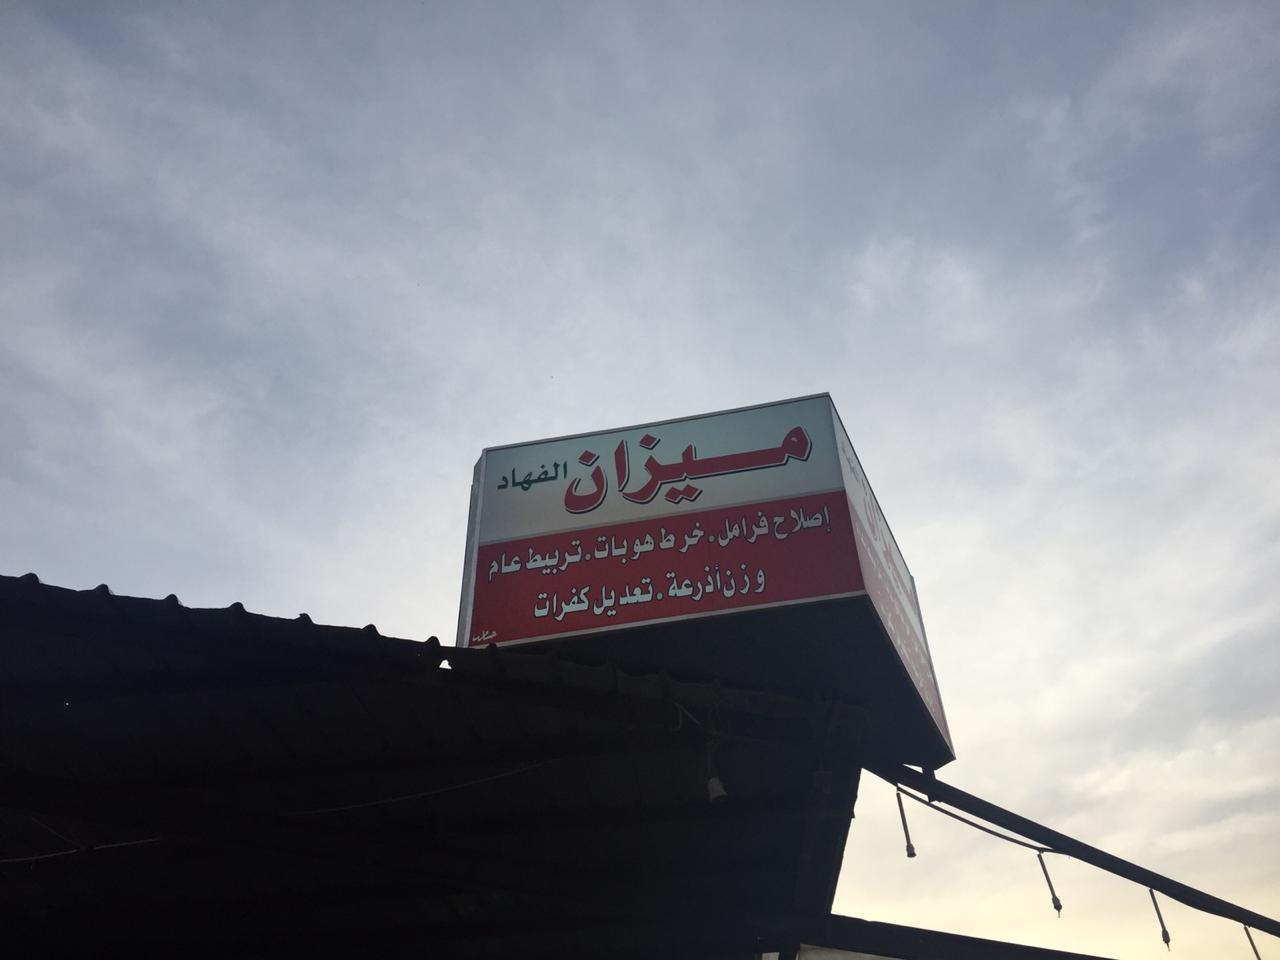 ميزان الفهاد
إصلاح فرامل . خرط هوبات . تربيط عام
وزن أذرعة . تعديل كفرات